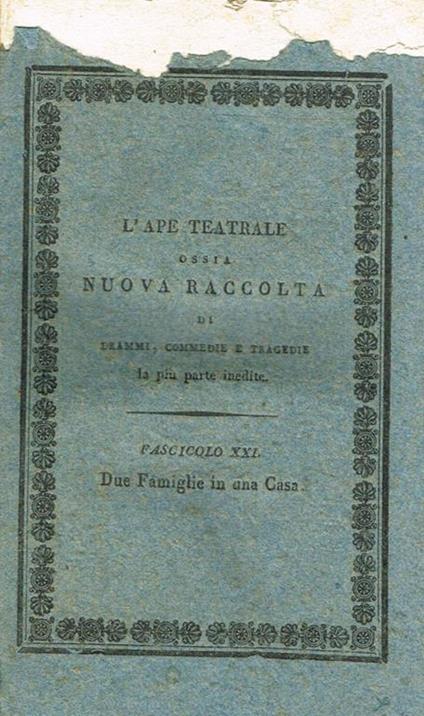 L'APE TEATRALE
OSSIA
NUOVA RACCOLTA
DI
DRAMMI, COMMEDIE E TRAGEDIE
la più parte inedite.
FASCICOLO XXI.
Due Famiglie in una Casa.